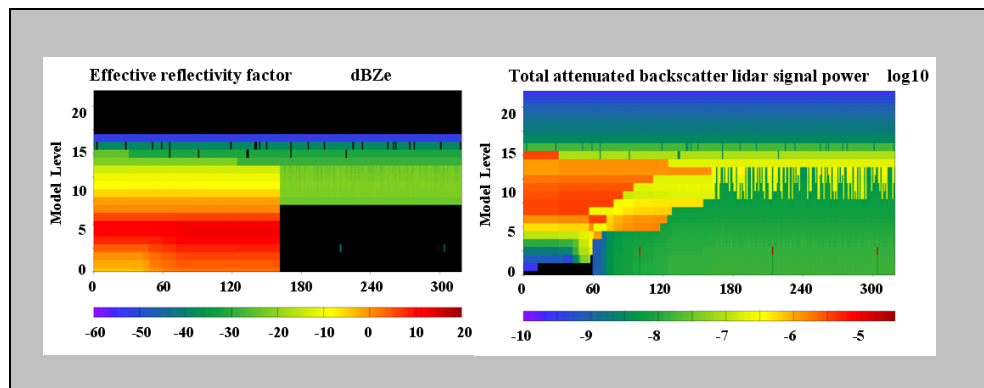 Effective reflectivity factor dBZe
Model Level
20
15
10
5
0
0 60 120 180 240 300
-60 -50 -40 -30 -20 -10 0 10 20
Total attenuated backscatter lidar signal power log10
Model Level
20
15
10
5
0
0 60 120 180 240 300
-10 -9 -8 -7 -6 -5